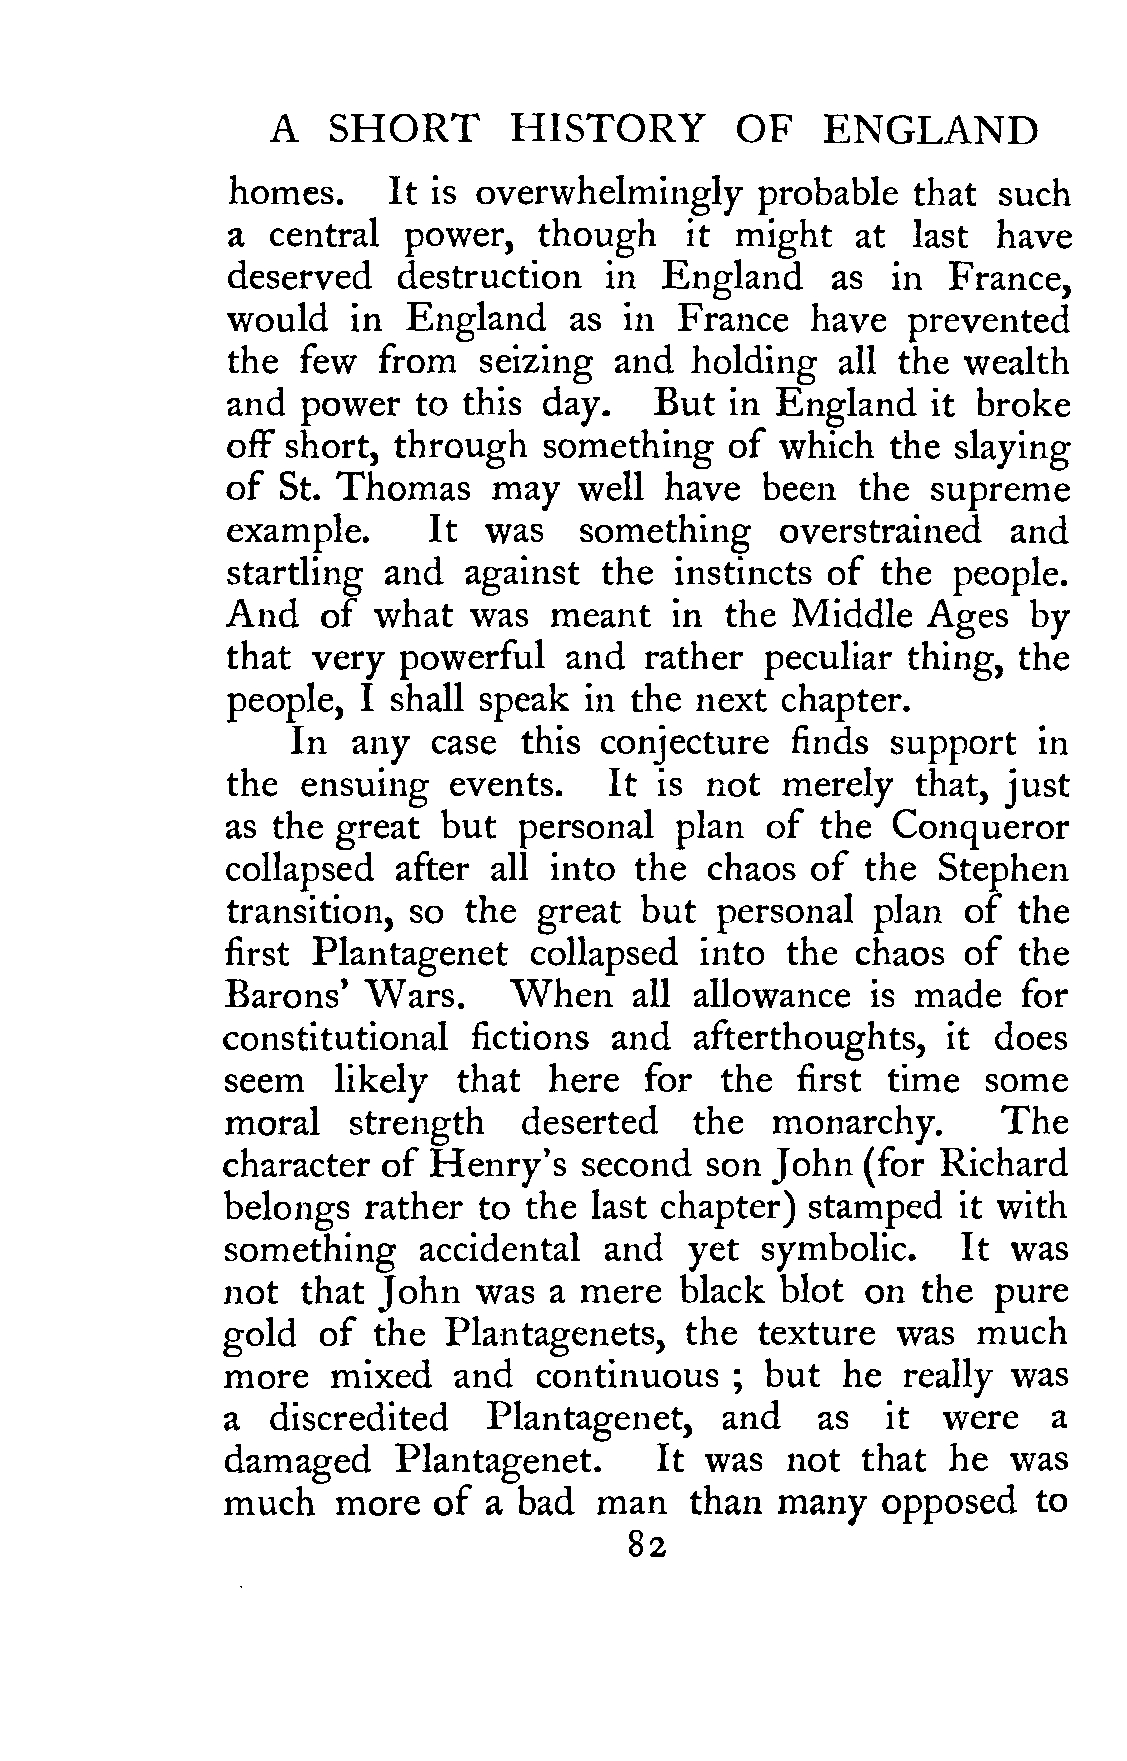 A SHORT HISTORY OF ENGLAND
homes. It is overwhelmingly probable that such
a central power, though it might at last have
deserved destruction in England as in France,
would in England as in France have prevented
the few from seizing and holding all the wealth
and power to this day. But in England it broke
off short, through something of which the slaying
of St. Thomas may well have been the supreme
example. It was something overstrained and
startling and against the instincts of the people.
And of what was meant in the Middle Ages by
that very powerful and rather peculiar thing, the
people, I shall speak in the next chapter.
In any case this conjecture finds support in
the ensuing events. It is not merely that, just
as the great but personal plan of the Conqueror
collapsed after all into the chaos of the Stephen
transition, so the great but personal plan of the
first Plantagenet collapsed into the chaos of the
Barons' Wars. When all allowance is made for
constitutional fictions and afterthoughts, it does
seem likely that here for the first time some
moral strength deserted the monarchy. The
character of Henry's second son John (for Richard
belongs rather to the last chapter) stamped it with
something accidental and yet symbolic. It was
not that John was a mere black blot on the pure
gold of the Plantagenets, the texture was much
more mixed and continuous ; but he really was
a discredited Plantagenet, and as it were a
damaged Plantagenet. It was not that he was
much more of a bad man than many opposed to
82